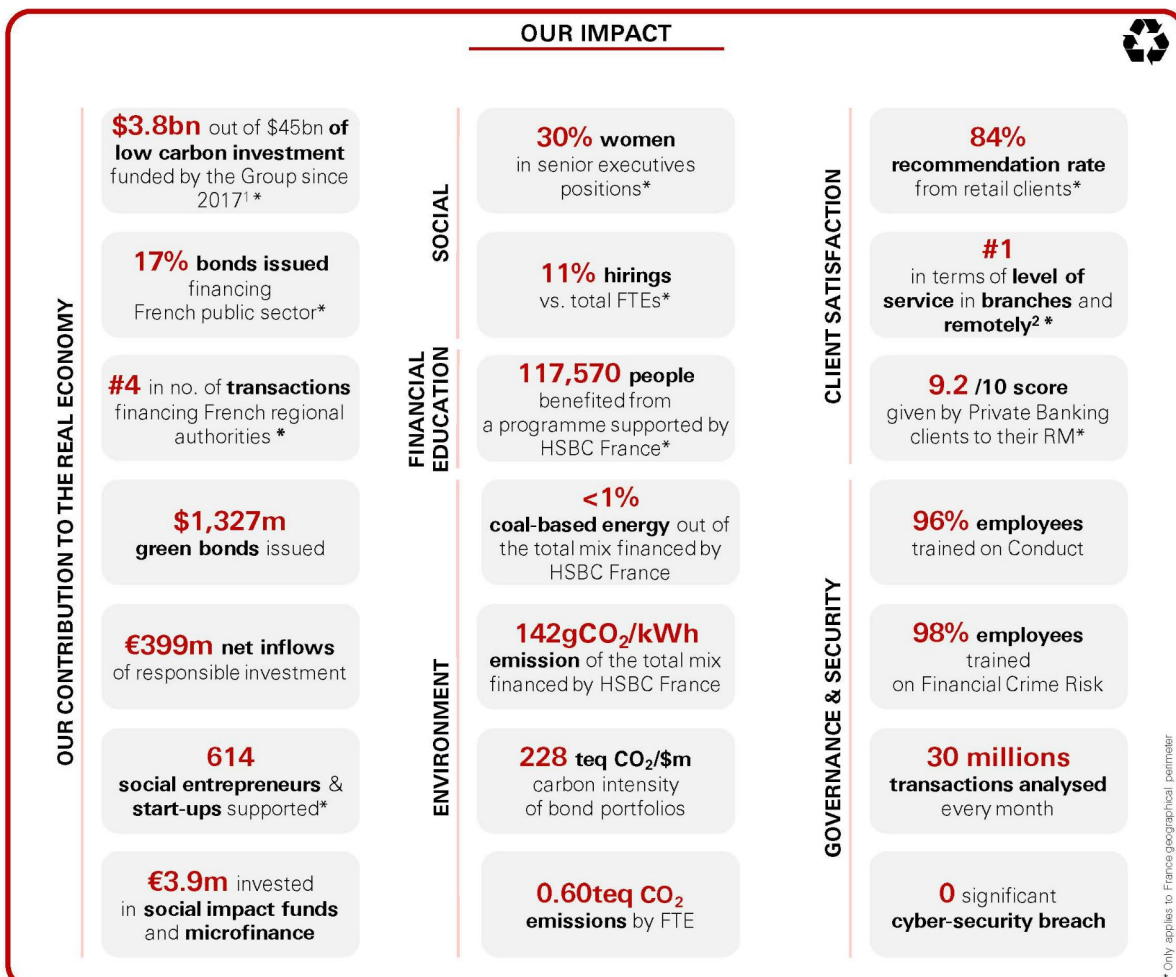 OUR IMPACT
OUR CONTRIBUTION TO THE REAL ECONOMY
$3.8bn out of $45bn of
low carbon investment
funded by the Group since
2017¹ *
17% bonds issued
financing
French public sector*
#4 in no. of transactions
financing French regional
authorities *
$1,327m
green bonds issued
€399m net inflows
of responsible investment
614
social entrepreneurs &
start-ups supported*
€3.9m invested
in social impact funds
and microfinance
SOCIAL
30% women
in senior executives
positions*
11% hirings
vs. total FTEs*
FINANCIAL
EDUCATION
117,570 people
benefited from
a programme supported by
HSBC France*
ENVIRONMENT
<1%
coal-based energy out of
the total mix financed by
HSBC France
142gCO₂/kWh
emission of the total mix
financed by HSBC France
228 teq CO₂/$m
carbon intensity
of bond portfolios
0.60teq CO₂
emissions by FTE
CLIENT SATISFACTION
84%
recommendation rate
from retail clients*
#1
in terms of level of
service in branches and
remotely² *
9.2 /10 score
given by Private Banking
clients to their RM*
GOVERNANCE & SECURITY
96% employees
trained on Conduct
98% employees
trained
on Financial Crime Risk
30 millions
transactions analysed
every month
0 significant
cyber-security breach
* Only applies to France geographical perimeter